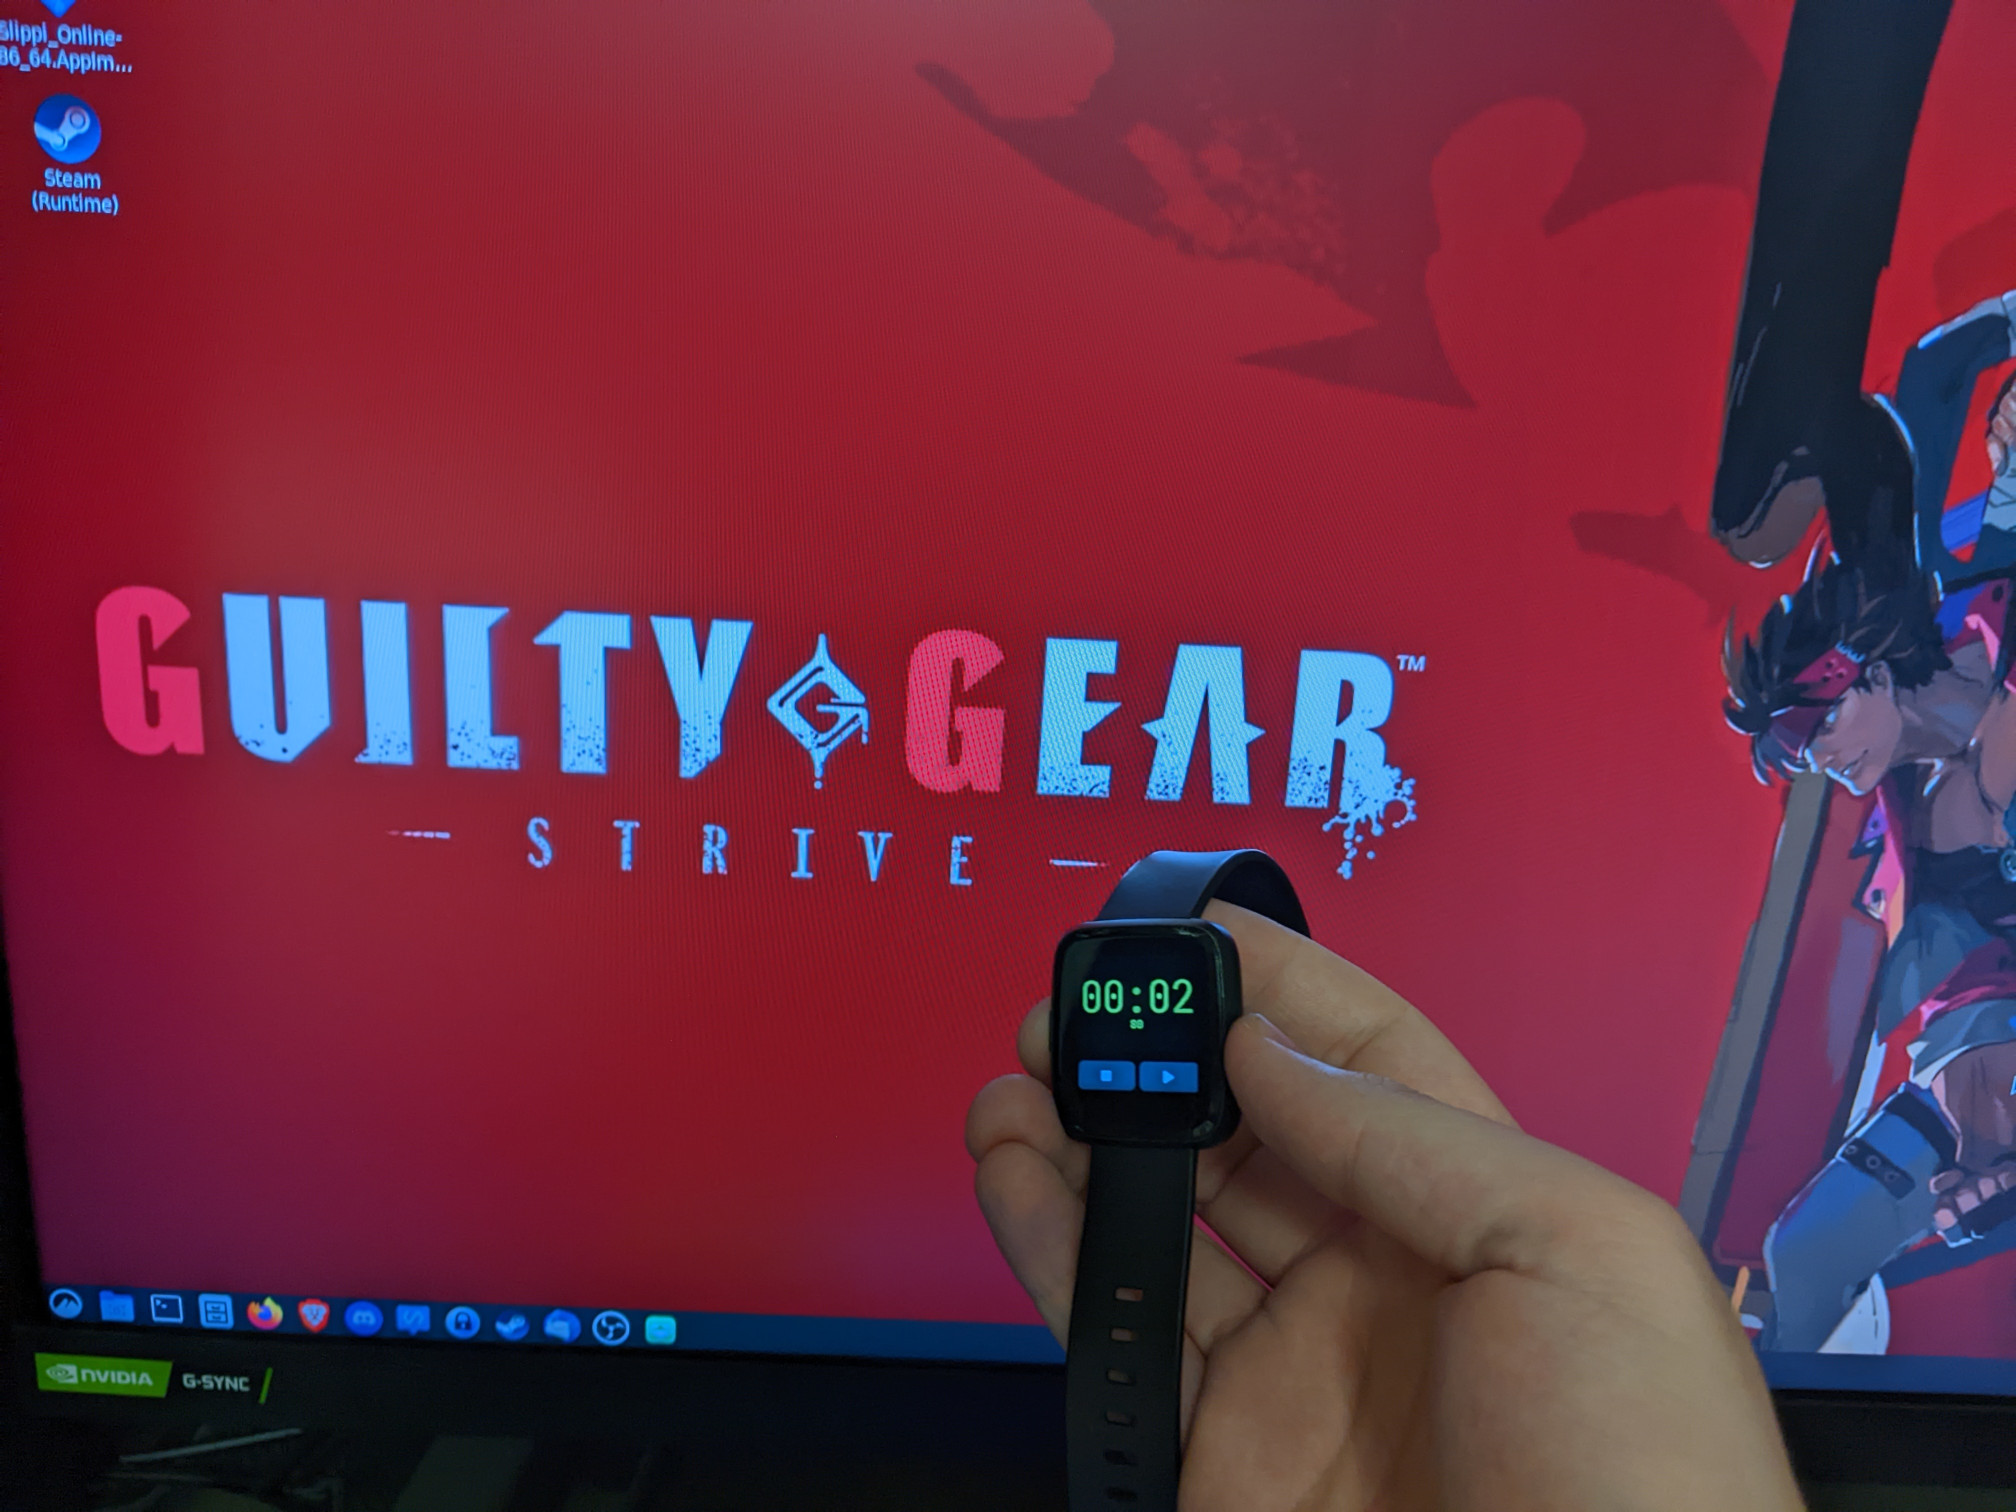 Slippi_Online-
86_64.AppIm...
Steam
(Runtime)
GUILTY GEAR™
STRIVE
00:02
NVIDIA G-SYNC